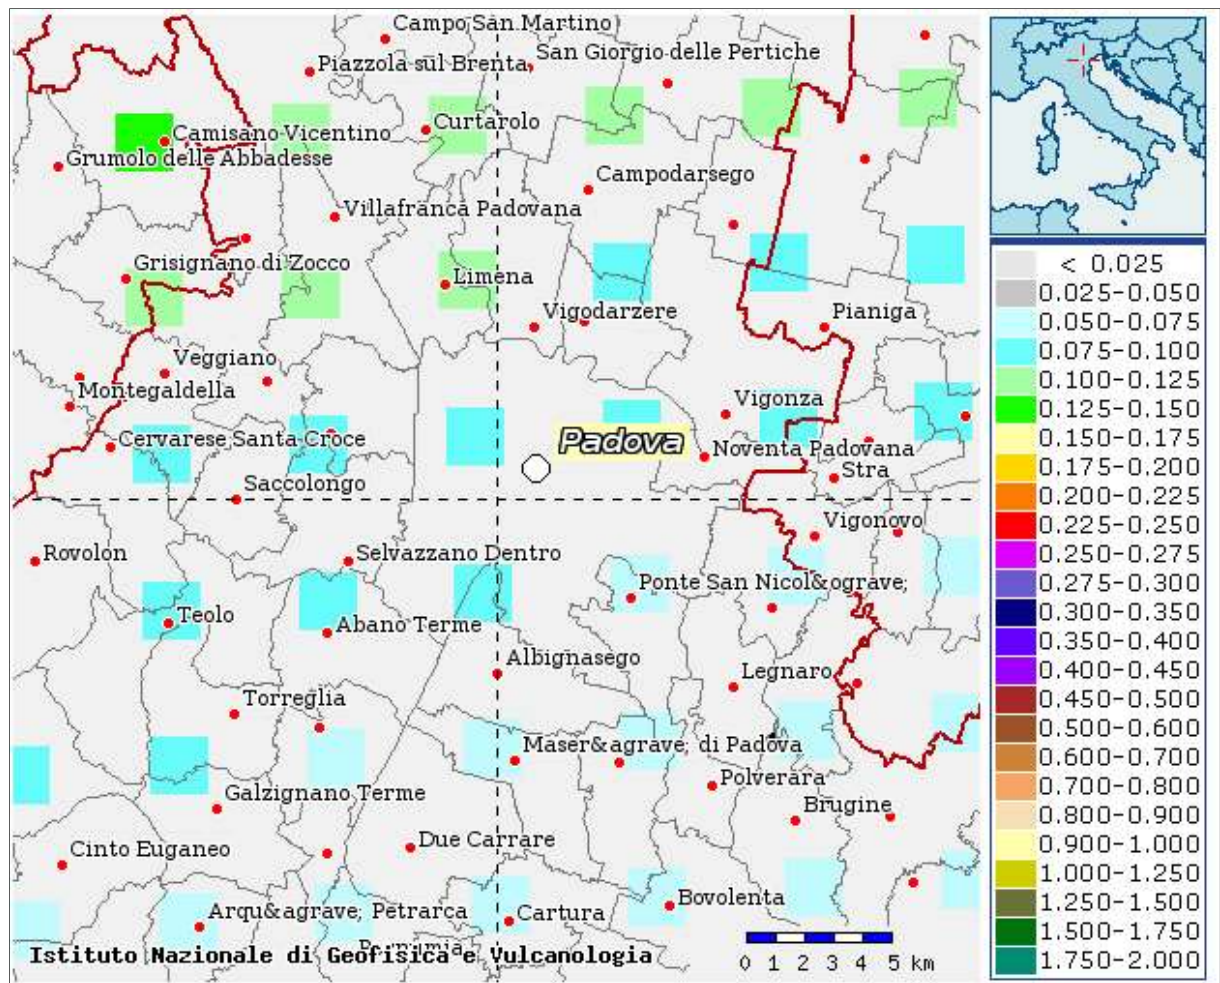 Campo San Martino
San Giorgio delle Pertiche
Piazzola sul Brenta
Curtarolo
Camisano Vicentino
Grumolo delle Abbadesse
Campodarsego
Villafranca Padovana
Grisignano di Zocco
Limena
Vigodarzere
Pianiga
Veggiano
Montegaldella
Vigonza
Cervarese Santa Croce
Padova
Noventa Padovana
Stra
Saccolongo
Vigonovo
Rovolon
Selvazzano Dentro
Ponte San Nicol&ograve;
Teolo
Abano Terme
Albignasego
Legnaro
Torreglia
Maser&agrave; di Padova
Polverara
Galzignano Terme
Brugine
Due Carrare
Cinto Euganeo
Bovolenta
Arqu&agrave; Petrarca
Cartura
Istituto Nazionale di Geofisica e Vulcanologia
0 1 2 3 4 5 km
< 0.025
0.025-0.050
0.050-0.075
0.075-0.100
0.100-0.125
0.125-0.150
0.150-0.175
0.175-0.200
0.200-0.225
0.225-0.250
0.250-0.275
0.275-0.300
0.300-0.350
0.350-0.400
0.400-0.450
0.450-0.500
0.500-0.600
0.600-0.700
0.700-0.800
0.800-0.900
0.900-1.000
1.000-1.250
1.250-1.500
1.500-1.750
1.750-2.000